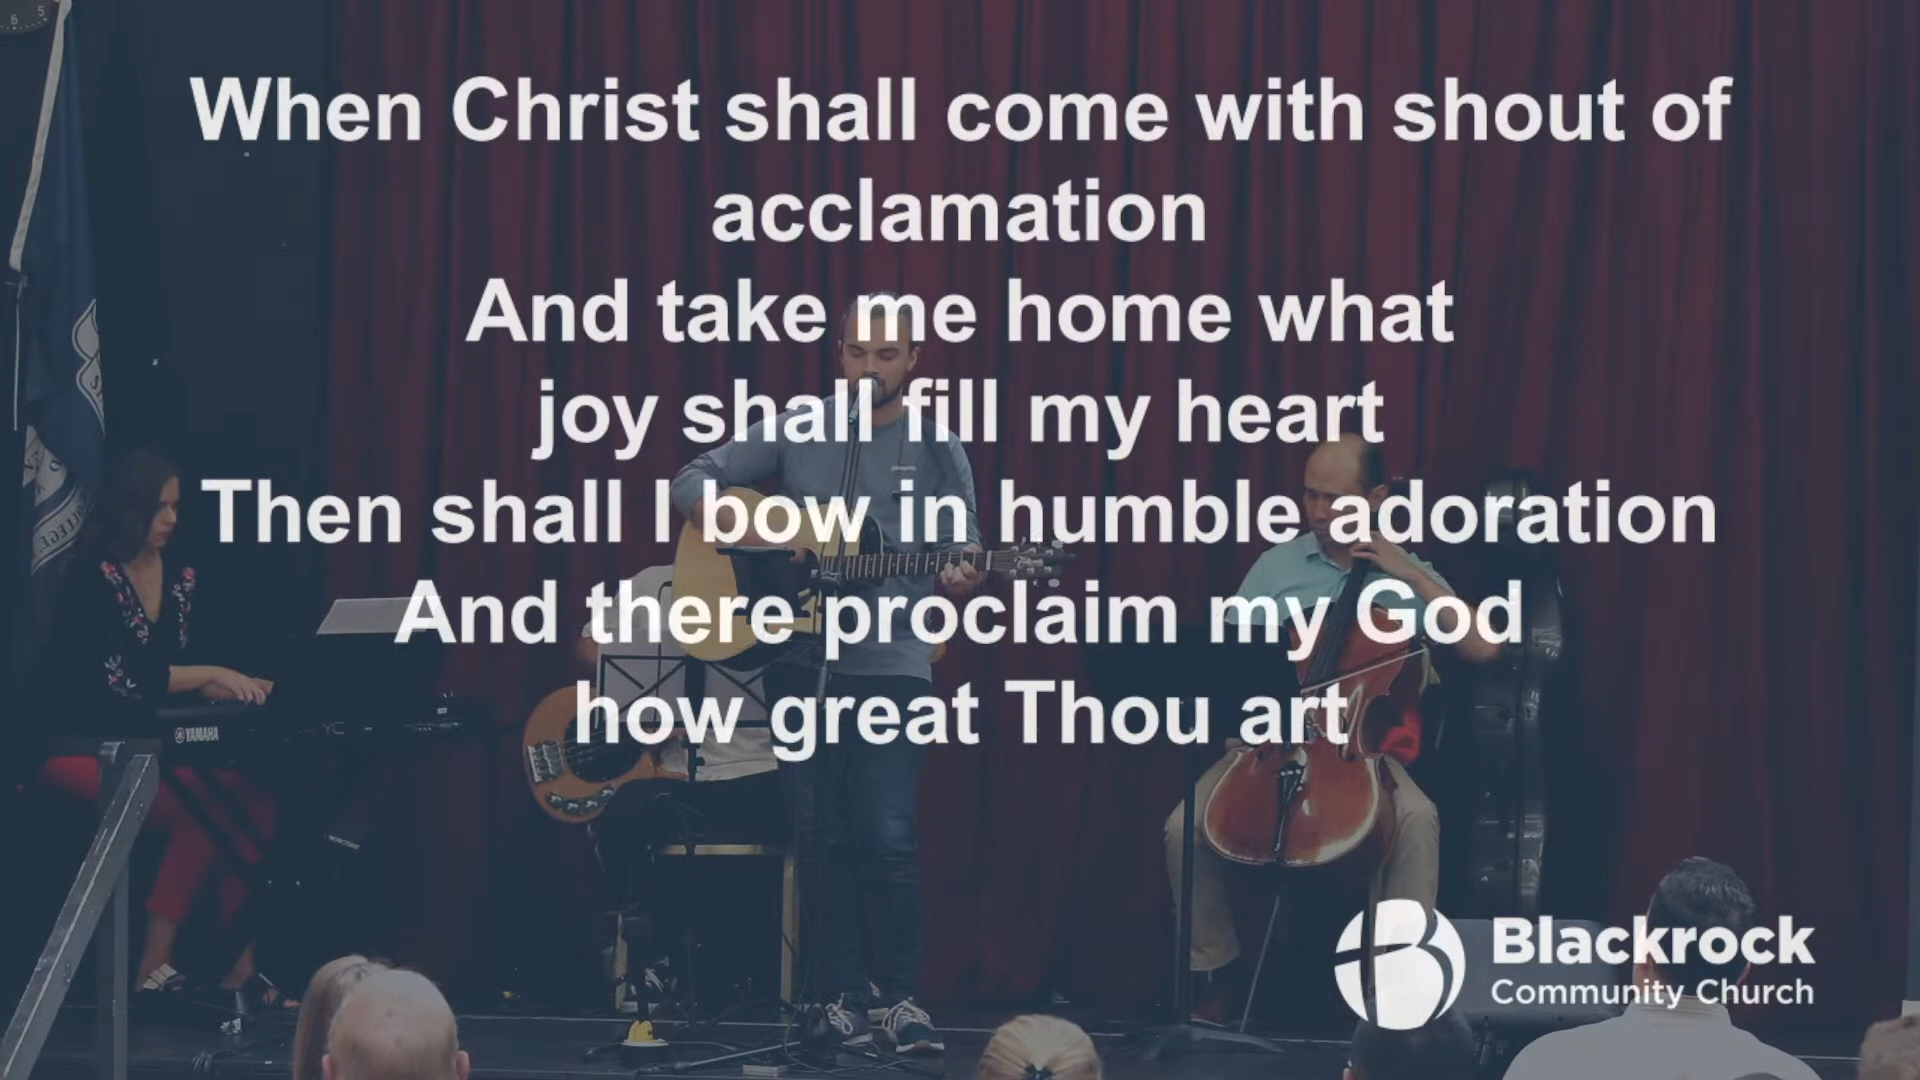 When Christ shall come with shout of
acclamation
And take me home what
joy shall fill my heart
Then shall I bow in humble adoration
And there proclaim my God
how great Thou art
YAMAHA
Blackrock
Community Church